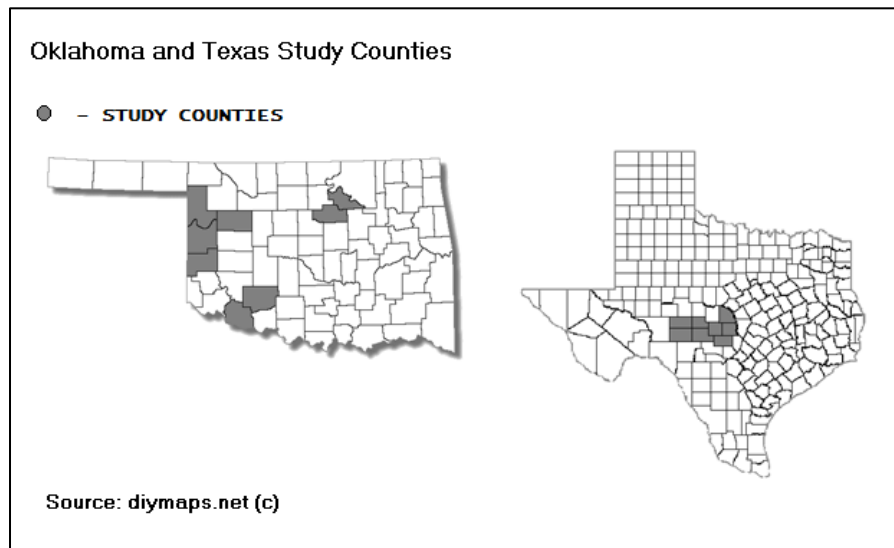 Oklahoma and Texas Study Counties
- STUDY COUNTIES
Source: diymaps.net (c)